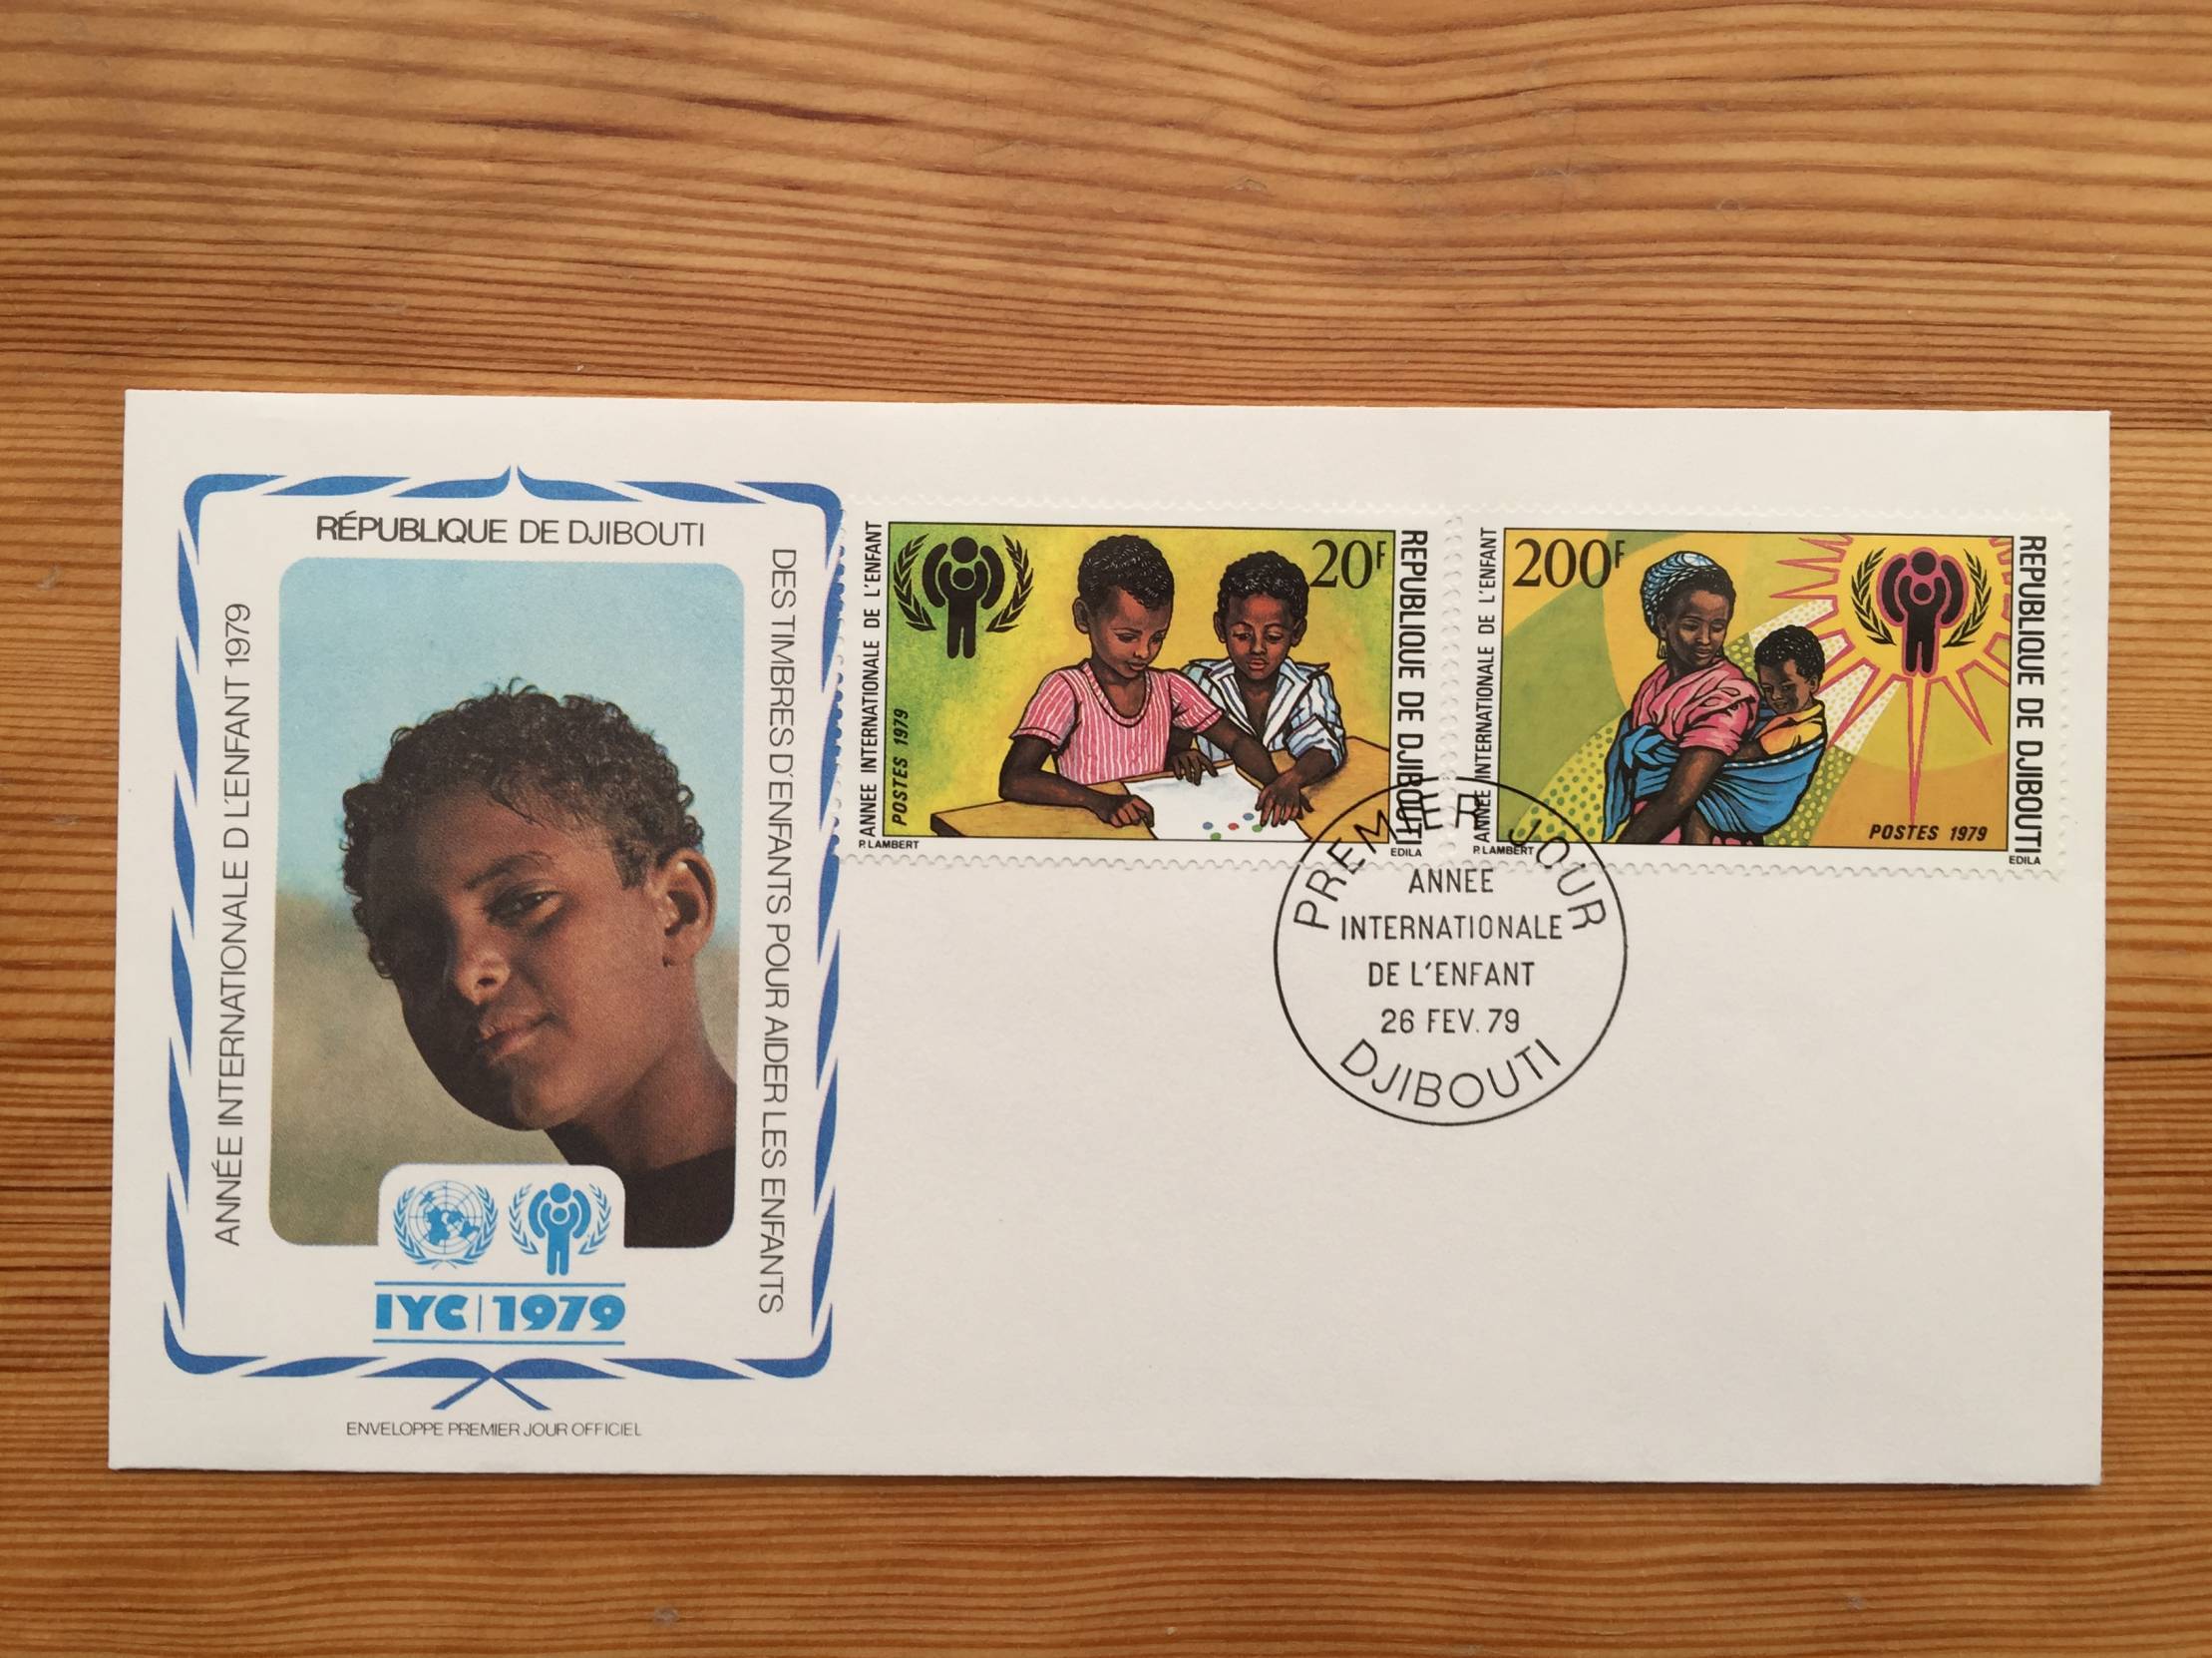 RÉPUBLIQUE DE DJIBOUTI
ANNÉE INTERNATIONALE D L'ENFANT 1979
DES TIMBRES D'ENFANTS POUR AIDER LES ENFANTS
IYC 1979
ENVELOPPE PREMIER JOUR OFFICIEL
ANNEE INTERNATIONALE DE L'ENFANT
POSTES 1979
20F
REPUBLIQUE DE DJIBOUTI
P. LAMBERT
EDILA
ANNEE INTERNATIONALE DE L'ENFANT
200F
REPUBLIQUE DE DJIBOUTI
POSTES 1979
P. LAMBERT
EDILA
PREMIER JOUR
ANNEE
INTERNATIONALE
DE L'ENFANT
26 FEV. 79
DJIBOUTI